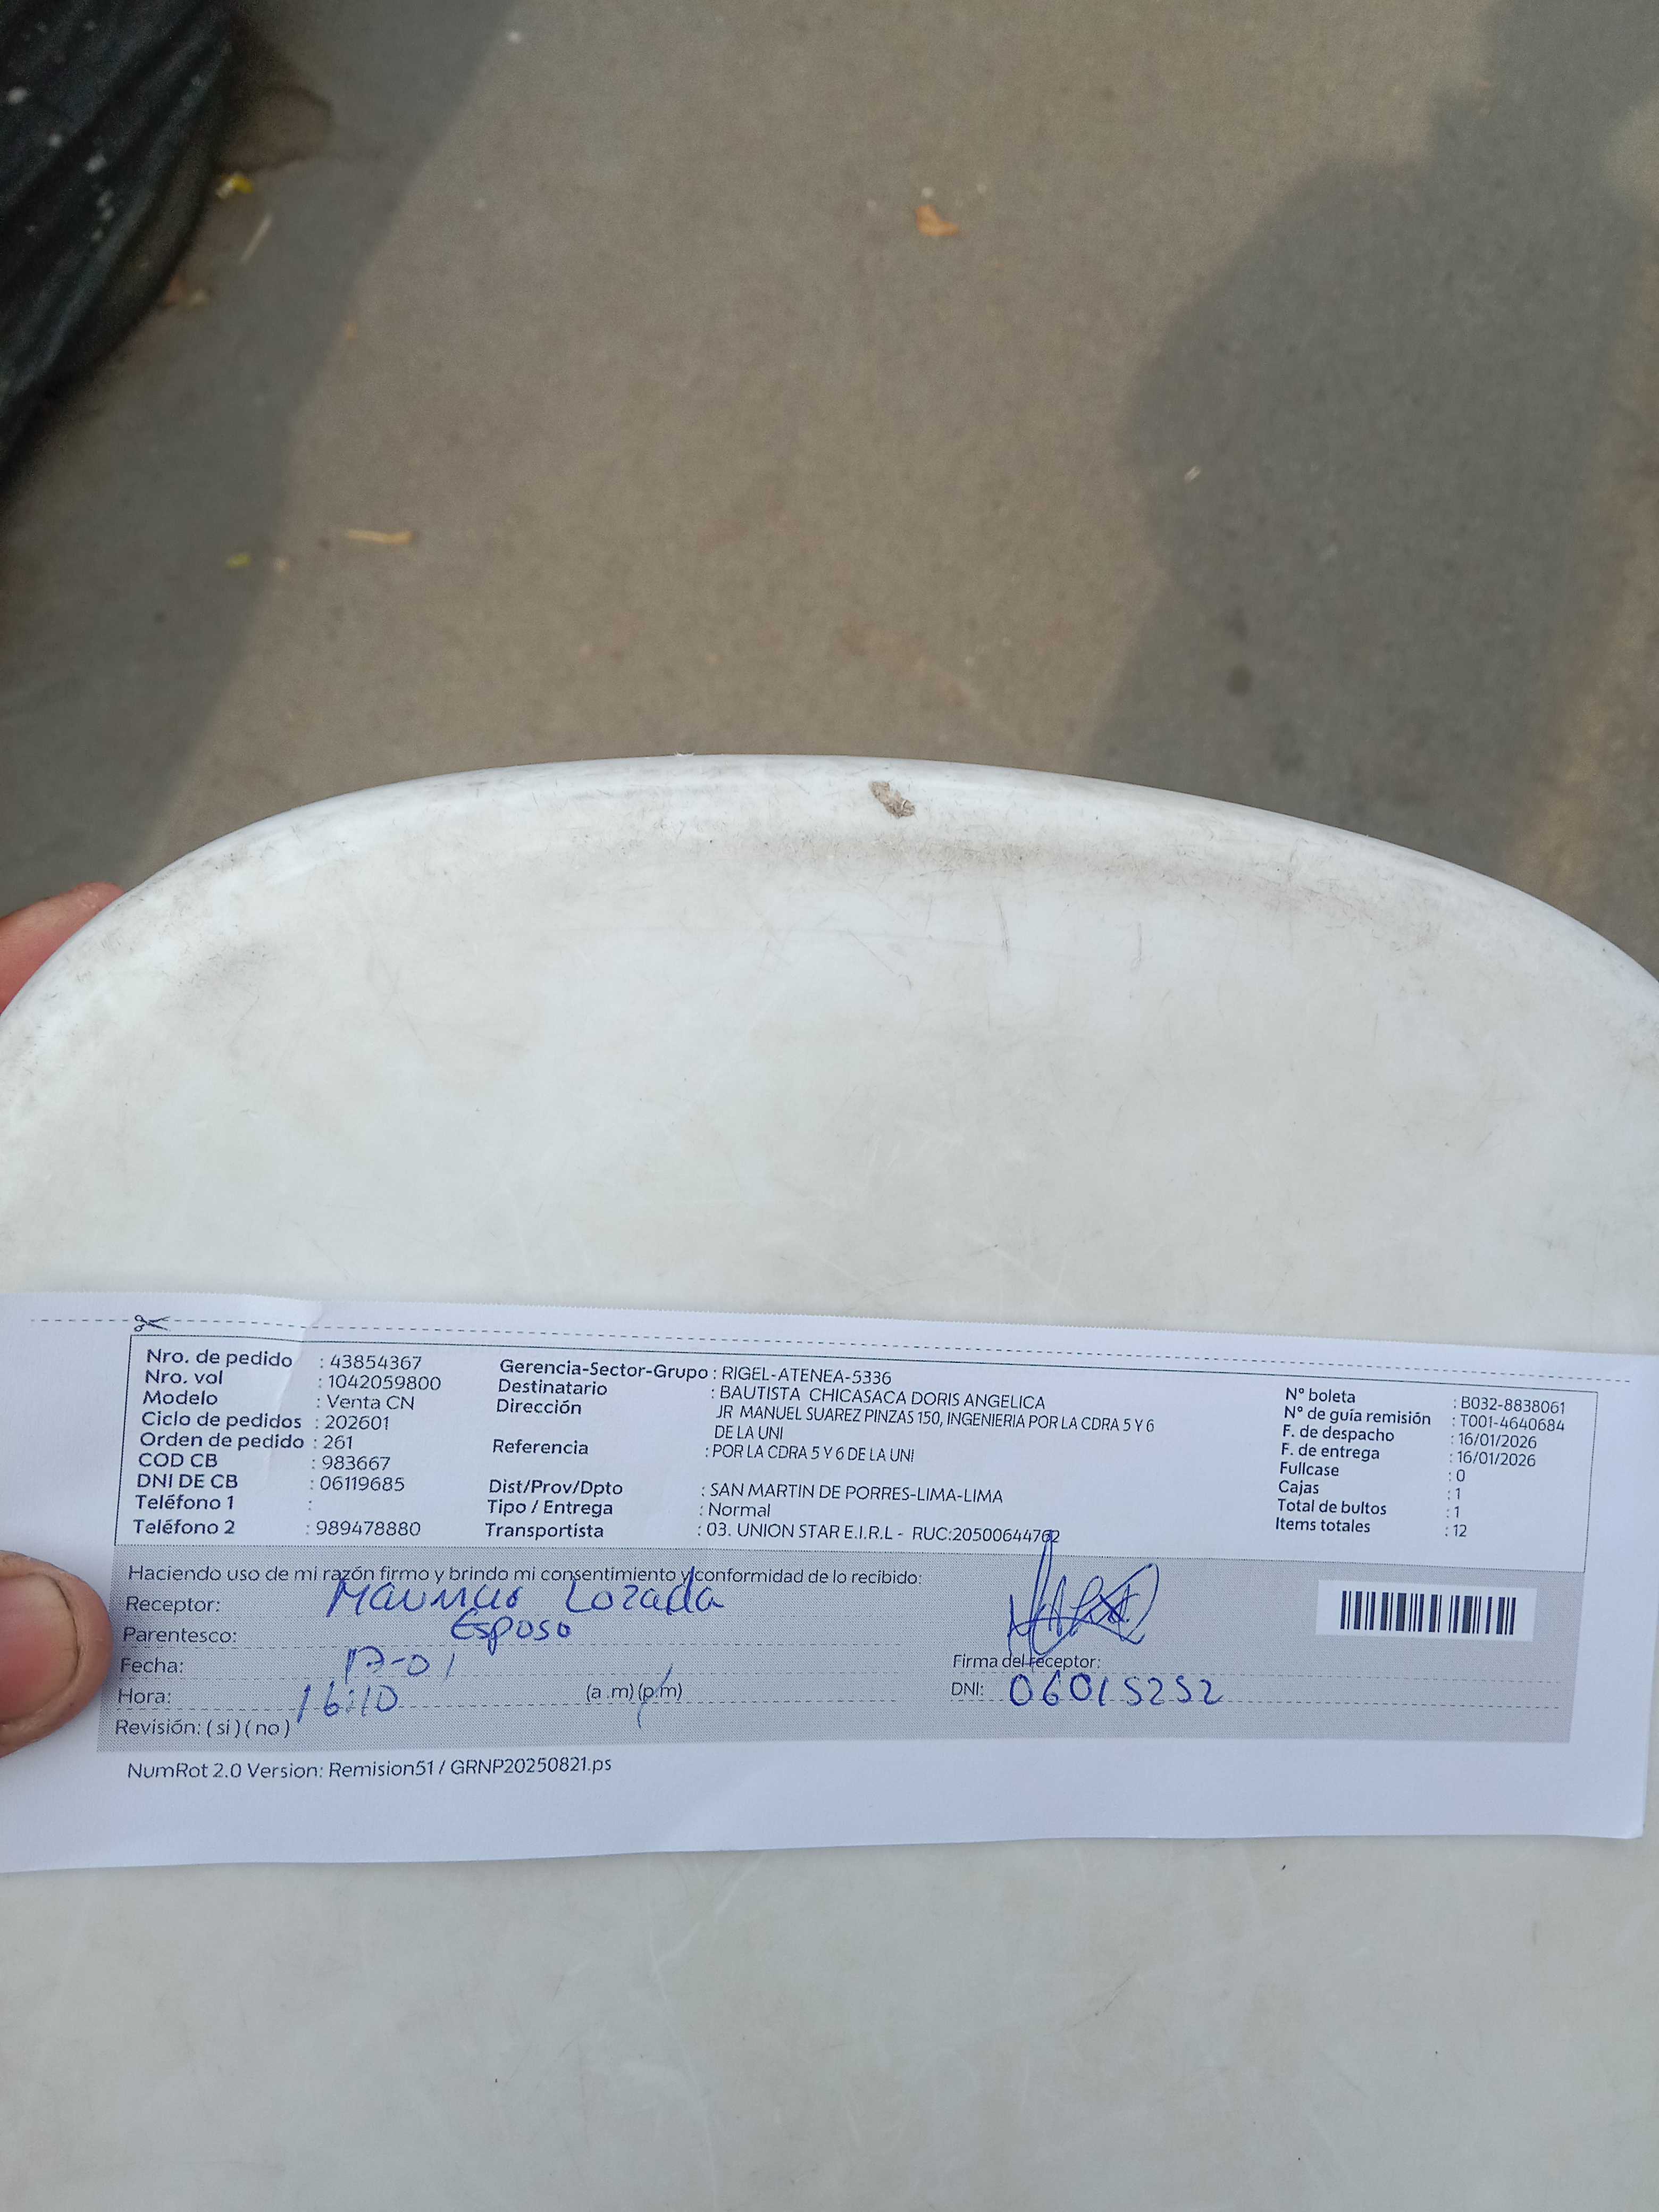 Nro. de pedido : 43854367
Nro. vol : 1042059800
Modelo : Venta CN
Ciclo de pedidos : 202601
Orden de pedido : 261
COD CB : 983667
DNI DE CB : 06119685
Teléfono 1 :
Teléfono 2 : 989478880
Gerencia-Sector-Grupo : RIGEL-ATENEA-5336
Destinatario : BAUTISTA CHICASACA DORIS ANGELICA
Dirección JR MANUEL SUAREZ PINZAS 150, INGENIERIA POR LA CDRA 5 Y 6
DE LA UNI
Referencia : POR LA CDRA 5 Y 6 DE LA UNI
Dist/Prov/Dpto : SAN MARTIN DE PORRES-LIMA-LIMA
Tipo / Entrega : Normal
Transportista : 03. UNION STAR E.I.R.L - RUC:20500644762
N° boleta : B032-8838061
N° de guía remisión : T001-4640684
F. de despacho : 16/01/2026
F. de entrega : 16/01/2026
Fullcase : 0
Cajas : 1
Total de bultos : 1
Items totales : 12
Haciendo uso de mi razón firmo y brindo mi consentimiento y conformidad de lo recibido:
Receptor: Lozada
Parentesco: Esposo
Fecha: 17-01
Hora: 16:10 (a .m) (p.m)
Revisión: ( si ) ( no )
Firma del receptor:
DNI: 06015252
NumRot 2.0 Version: Remision51 / GRNP20250821.ps